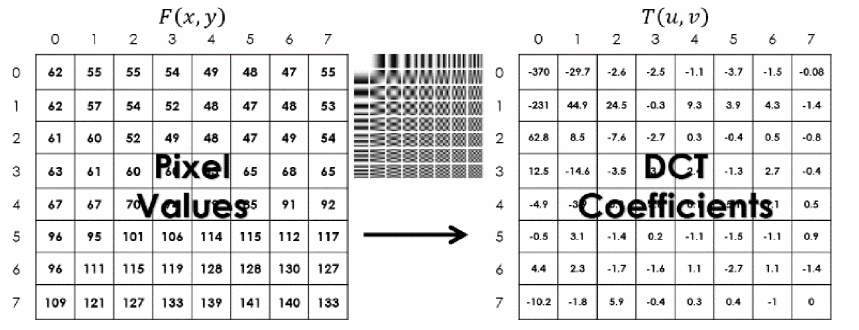 F(x, y) T(u, v)
0 1 2 3 4 5 6 7 0 1 2 3 4 5 6 7
0 62 55 55 54 49 48 47 55 0 -370 -29.7 -2.6 -2.5 -1.1 -3.7 -1.5 -0.08
1 62 57 54 52 48 47 48 53 1 -231 44.9 24.5 -0.3 9.3 3.9 4.3 -1.4
2 61 60 52 49 48 47 49 54 2 62.8 8.5 -7.6 -2.7 0.3 -0.4 0.5 -0.8
3 63 61 60 65 68 65 3 12.5 -14.6 -3.5 -1.3 2.7 -0.4
Pixel DCT
4 67 67 70 91 92 4 -4.9 0.5
Values Coefficients
5 96 95 101 106 114 115 112 117 5 -0.5 3.1 -1.4 0.2 -1.1 -1.5 -1.1 0.9
6 96 111 115 119 128 128 130 127 6 4.4 2.3 -1.7 -1.6 1.1 -2.7 1.1 -1.4
7 109 121 127 133 139 141 140 133 7 -10.2 -1.8 5.9 -0.4 0.3 0.4 -1 0